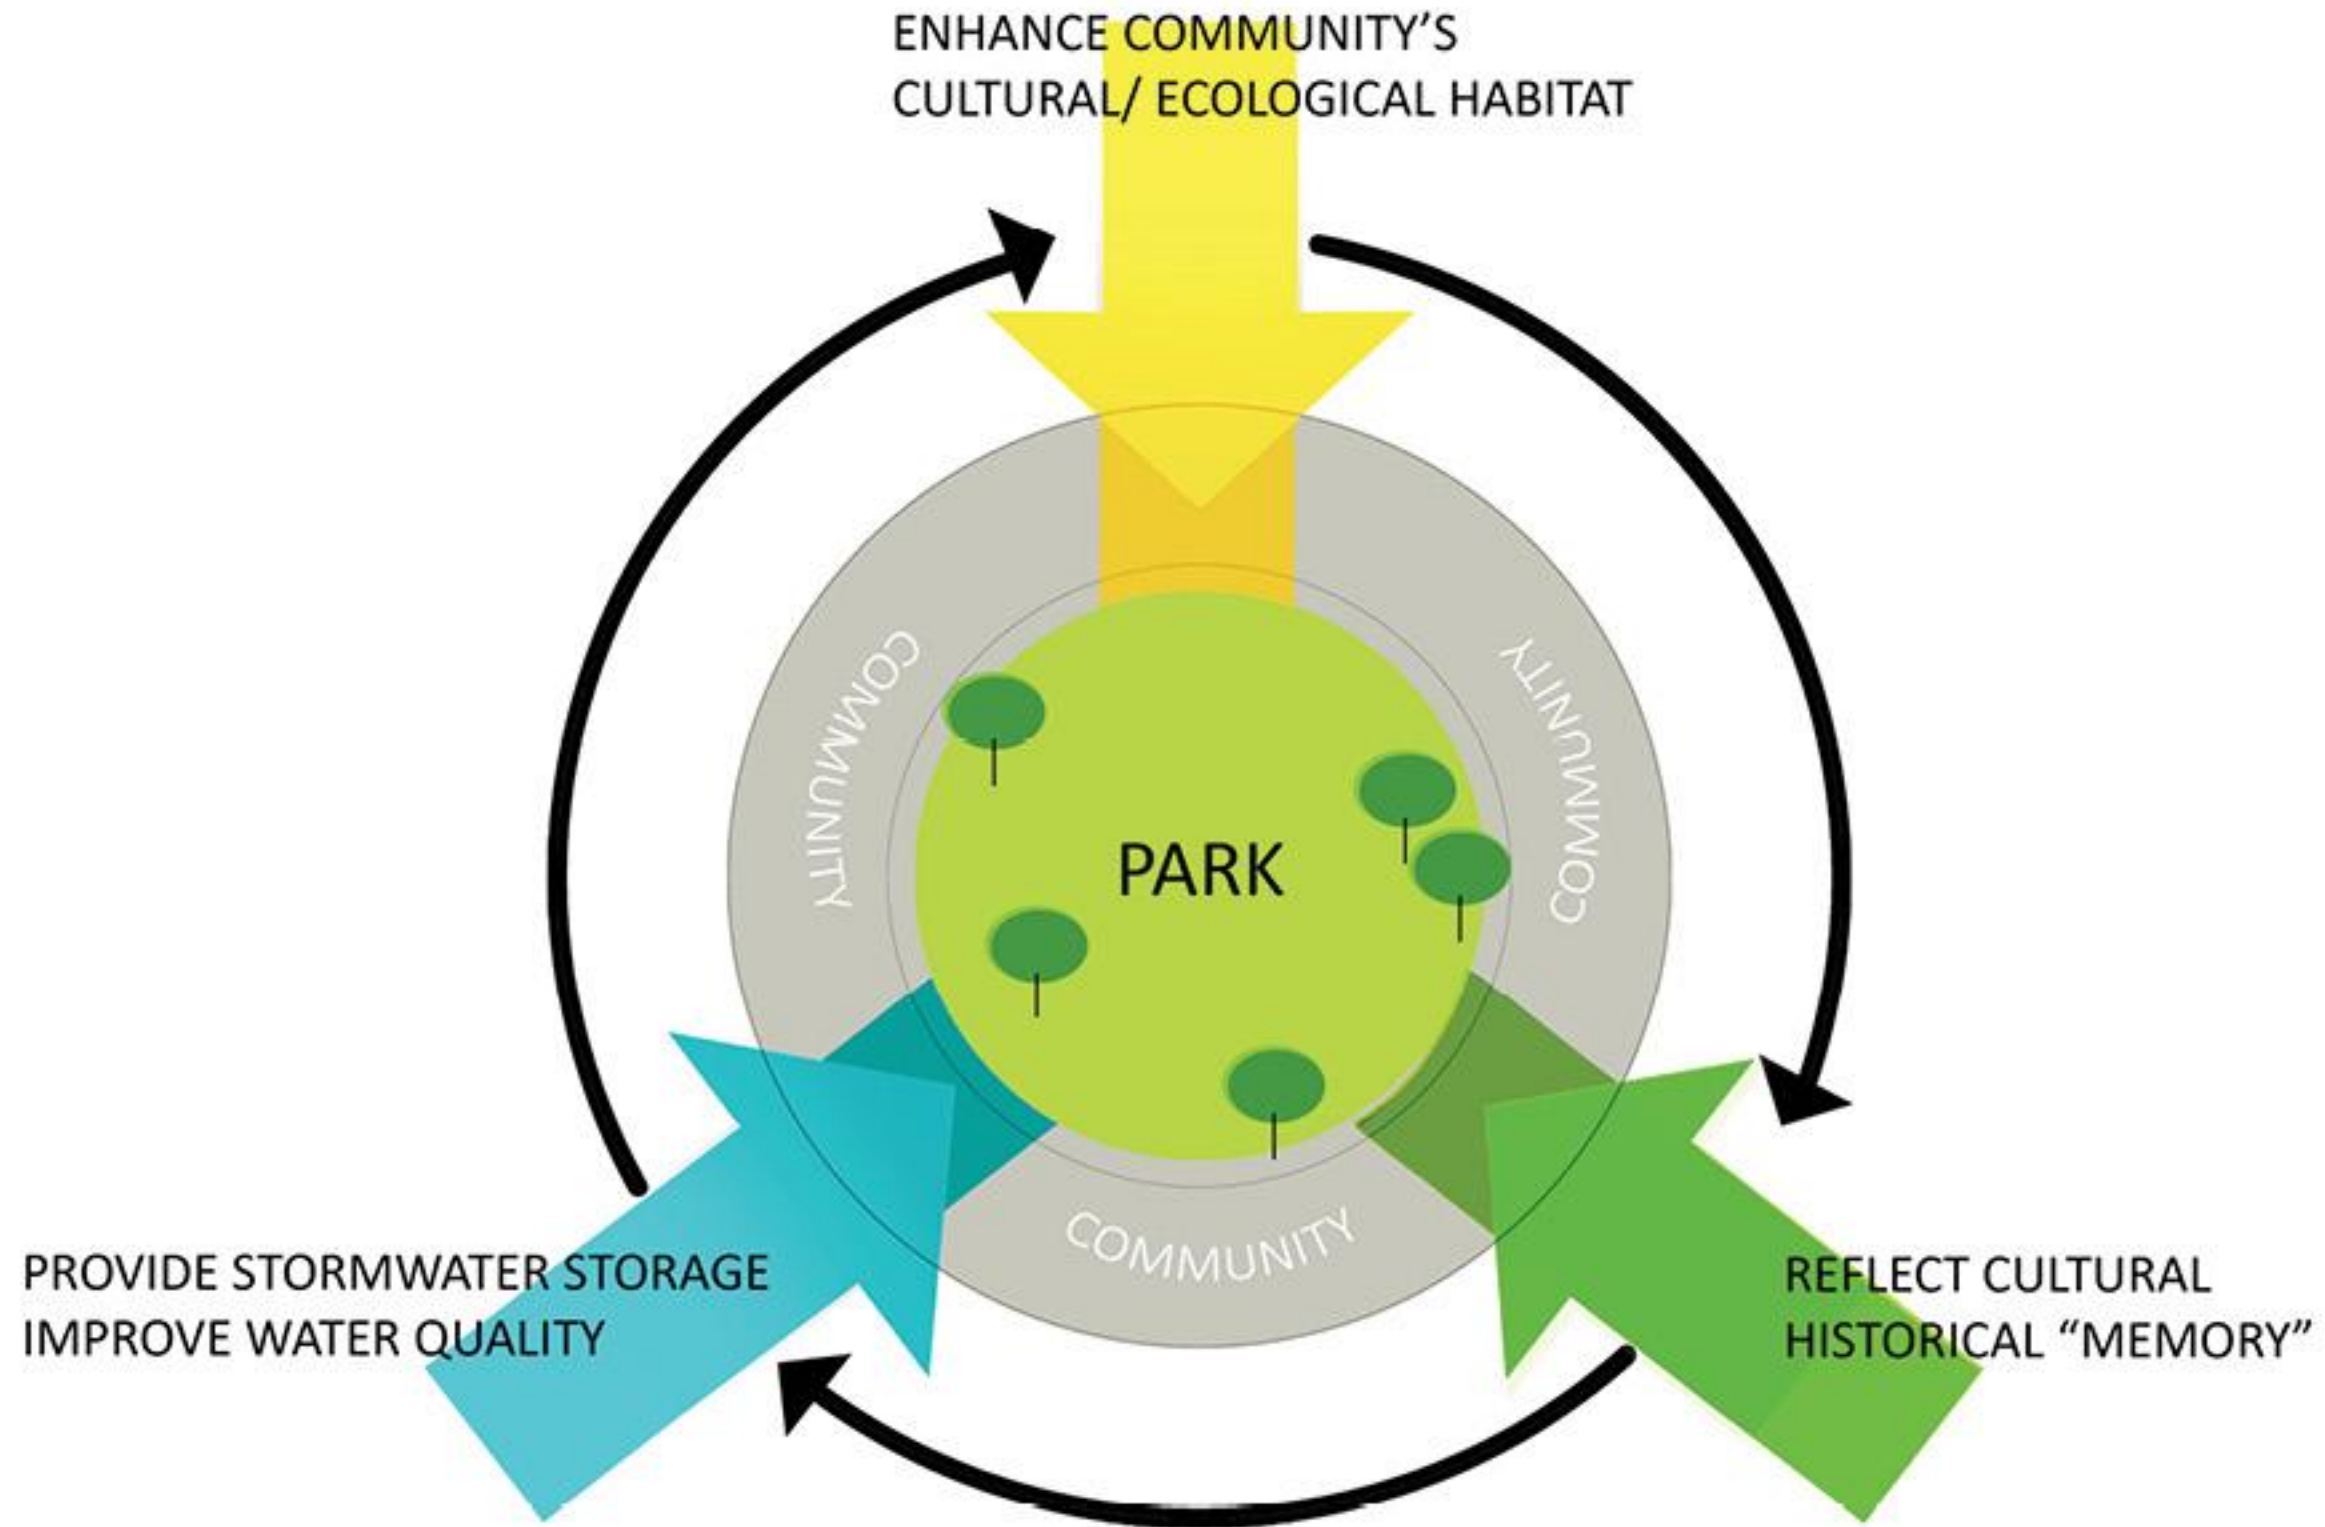 ENHANCE COMMUNITY'S
CULTURAL/ ECOLOGICAL HABITAT
COMMUNITY
COMMUNITY
PARK
COMMUNITY
PROVIDE STORMWATER STORAGE
IMPROVE WATER QUALITY
REFLECT CULTURAL
HISTORICAL “MEMORY”